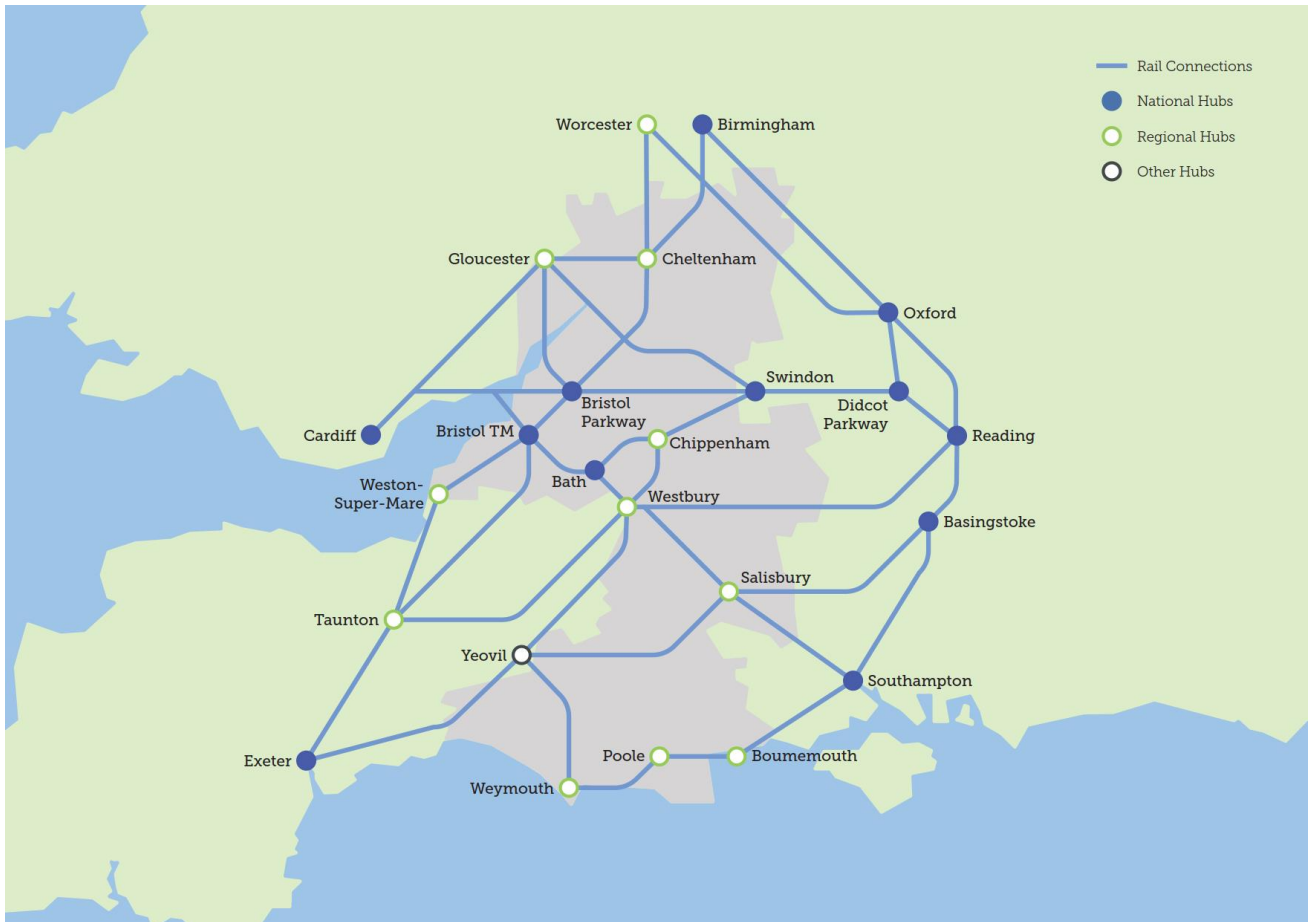 Rail Connections
National Hubs
Regional Hubs
Other Hubs
Worcester
Birmingham
Gloucester
Cheltenham
Oxford
Swindon
Bristol
Parkway
Didcot
Parkway
Cardiff
Bristol TM
Chippenham
Reading
Bath
Weston-
Super-Mare
Westbury
Basingstoke
Salisbury
Taunton
Yeovil
Southampton
Exeter
Poole
Boumemouth
Weymouth